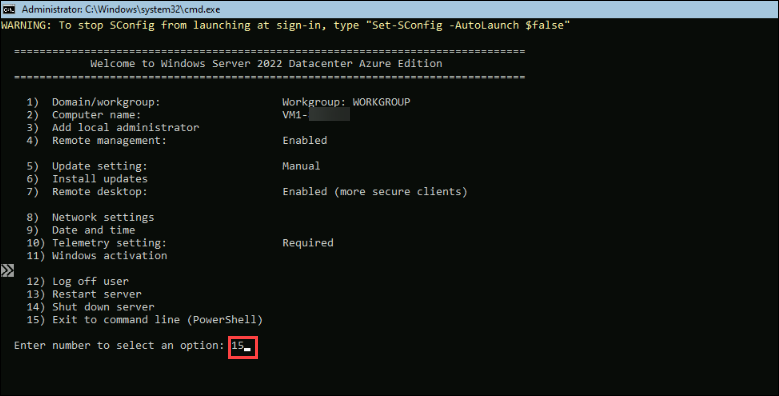 Administrator: C:\Windows\system32\cmd.exe
WARNING: To stop SConfig from launching at sign-in, type "Set-SConfig -AutoLaunch $false"
================================================================================
Welcome to Windows Server 2022 Datacenter Azure Edition
================================================================================
1) Domain/workgroup: Workgroup: WORKGROUP
2) Computer name: VM1-
3) Add local administrator
4) Remote management: Enabled
5) Update setting: Manual
6) Install updates
7) Remote desktop: Enabled (more secure clients)
8) Network settings
9) Date and time
10) Telemetry setting: Required
11) Windows activation
12) Log off user
13) Restart server
14) Shut down server
15) Exit to command line (PowerShell)
Enter number to select an option: 15